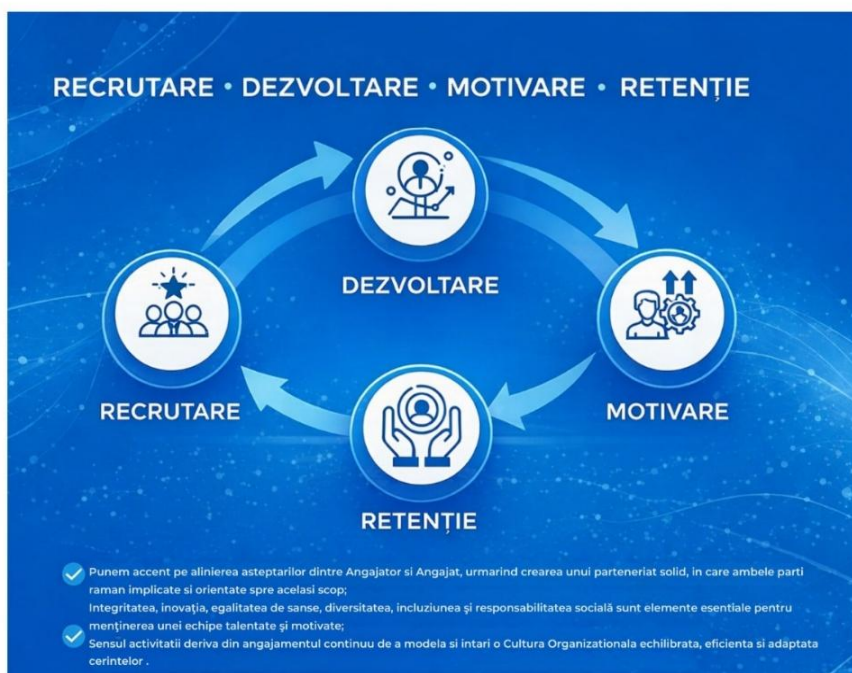 RECRUTARE • DEZVOLTARE • MOTIVARE • RETENȚIE
DEZVOLTARE
RECRUTARE
MOTIVARE
RETENȚIE
Punem accent pe alinierea asteptarilor dintre Angajator si Angajat, urmarind crearea unui parteneriat solid, in care ambele parti
raman implicate si orientate spre acelasi scop;
Integritatea, inovația, egalitatea de sanse, diversitatea, incluziunea și responsabilitatea socială sunt elemente esentiale pentru
menținerea unei echipe talentate și motivate;
Sensul activitatii deriva din angajamentul continuu de a modela si intari o Cultura Organizationala echilibrata, eficienta si adaptata
cerintelor .